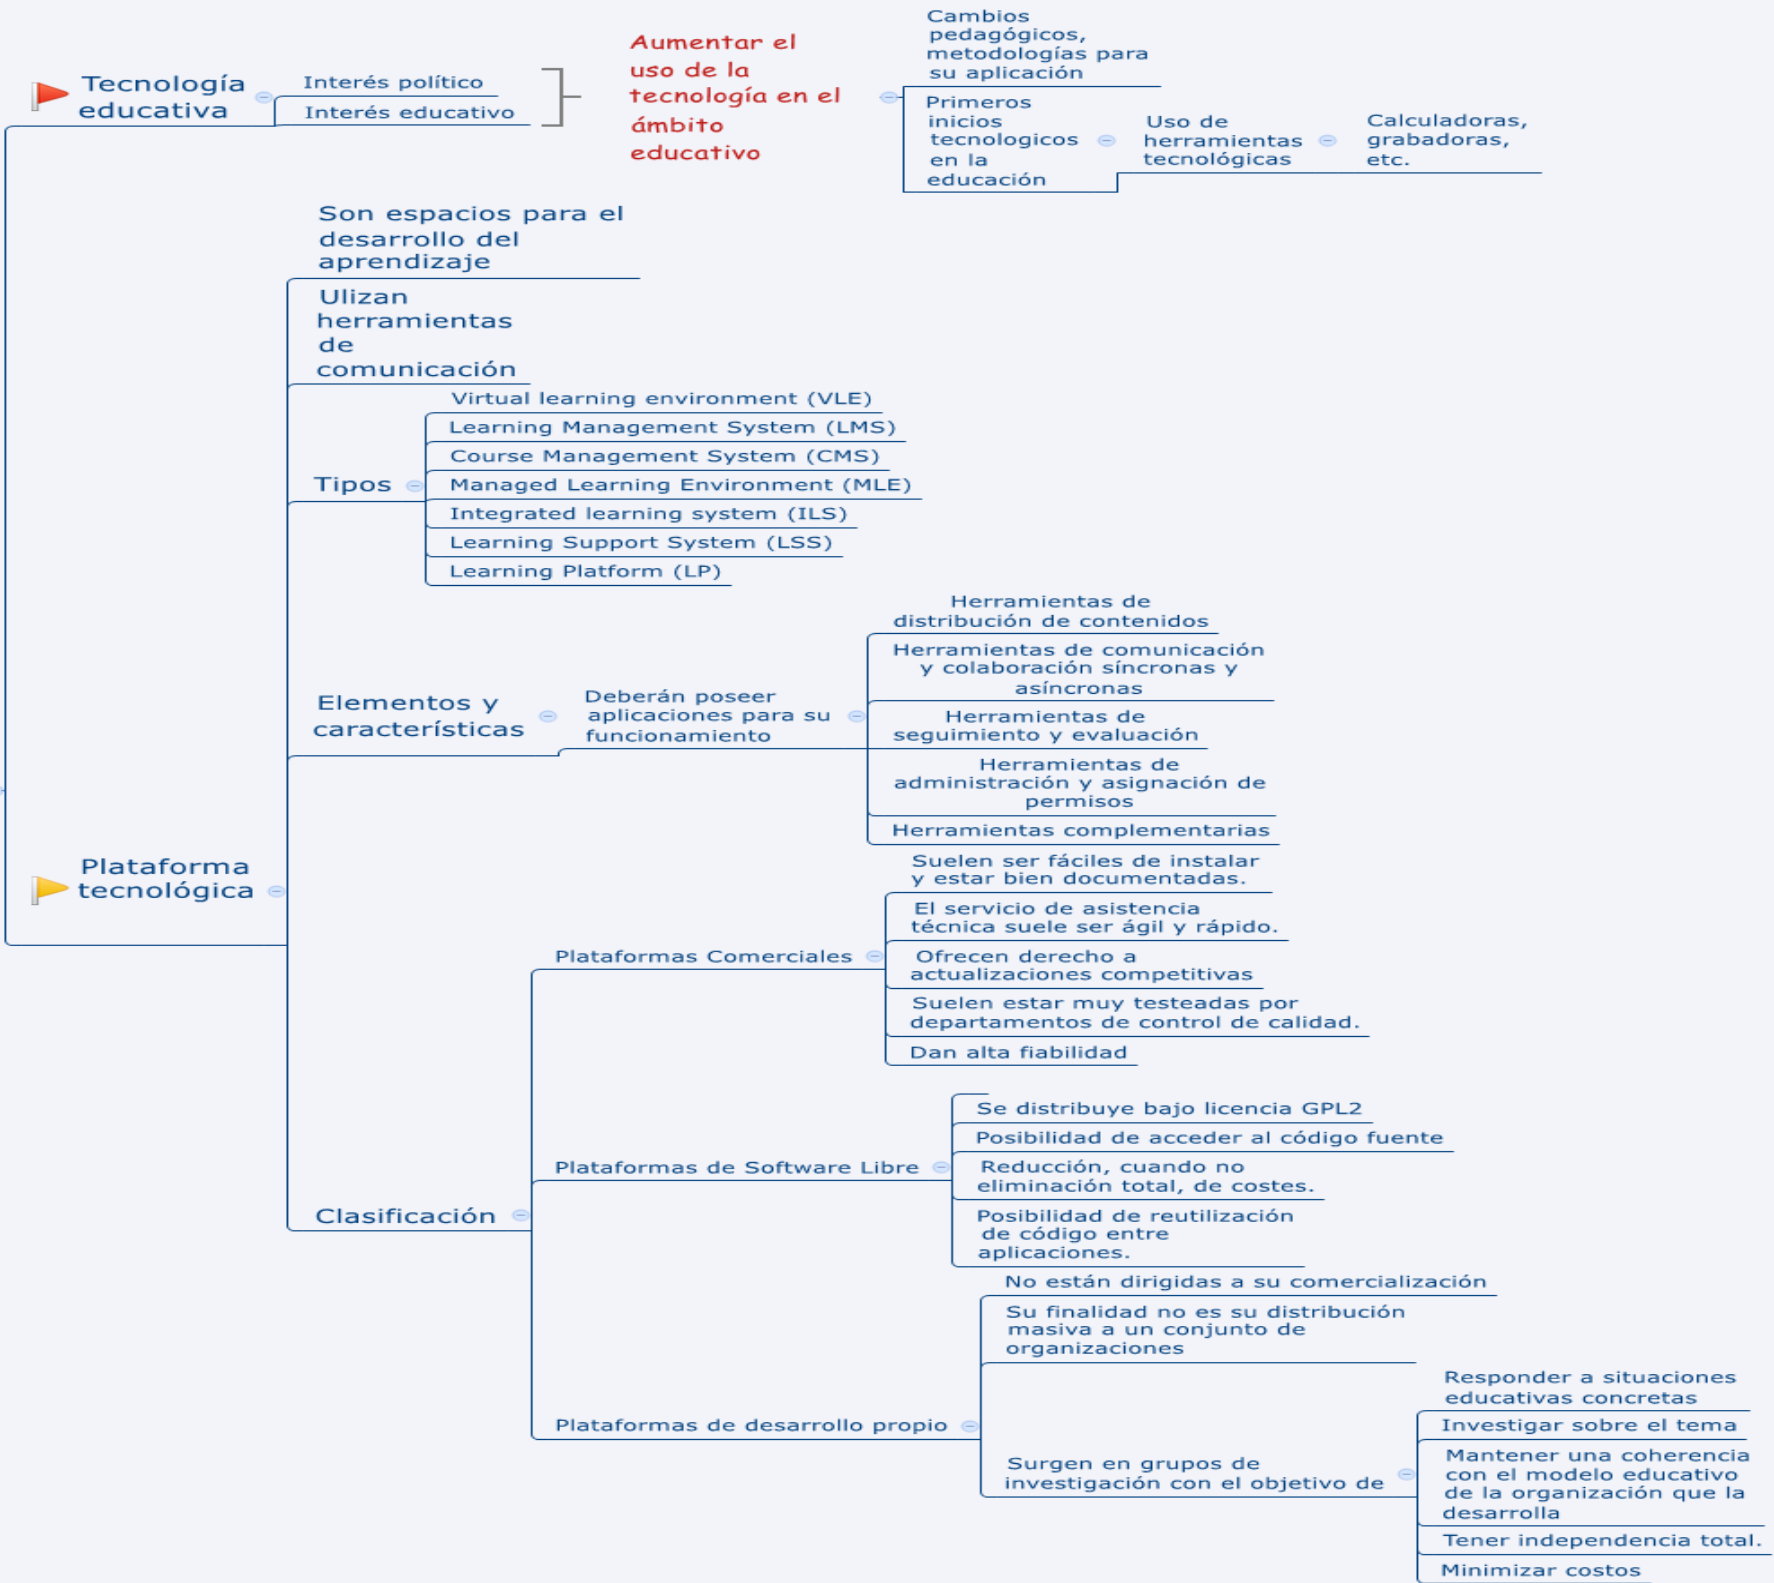 Tecnología
educativa
Interés político
Interés educativo
Aumentar el
uso de la
tecnología en el
ámbito
educativo
Cambios
pedagógicos,
metodologías para
su aplicación
Primeros
inicios
tecnologicos
en la
educación
Uso de
herramientas
tecnológicas
Calculadoras,
grabadoras,
etc.
Plataforma
tecnológica
Son espacios para el
desarrollo del
aprendizaje
Ulizan
herramientas
de
comunicación
Tipos
Virtual learning environment (VLE)
Learning Management System (LMS)
Course Management System (CMS)
Managed Learning Environment (MLE)
Integrated learning system (ILS)
Learning Support System (LSS)
Learning Platform (LP)
Elementos y
características
Deberán poseer
aplicaciones para su
funcionamiento
Herramientas de
distribución de contenidos
Herramientas de comunicación
y colaboración síncronas y
asíncronas
Herramientas de
seguimiento y evaluación
Herramientas de
administración y asignación de
permisos
Herramientas complementarias
Clasificación
Plataformas Comerciales
Suelen ser fáciles de instalar
y estar bien documentadas.
El servicio de asistencia
técnica suele ser ágil y rápido.
Ofrecen derecho a
actualizaciones competitivas
Suelen estar muy testeadas por
departamentos de control de calidad.
Dan alta fiabilidad
Plataformas de Software Libre
Se distribuye bajo licencia GPL2
Posibilidad de acceder al código fuente
Reducción, cuando no
eliminación total, de costes.
Posibilidad de reutilización
de código entre
aplicaciones.
Plataformas de desarrollo propio
No están dirigidas a su comercialización
Su finalidad no es su distribución
masiva a un conjunto de
organizaciones
Surgen en grupos de
investigación con el objetivo de
Responder a situaciones
educativas concretas
Investigar sobre el tema
Mantener una coherencia
con el modelo educativo
de la organización que la
desarrolla
Tener independencia total.
Minimizar costos